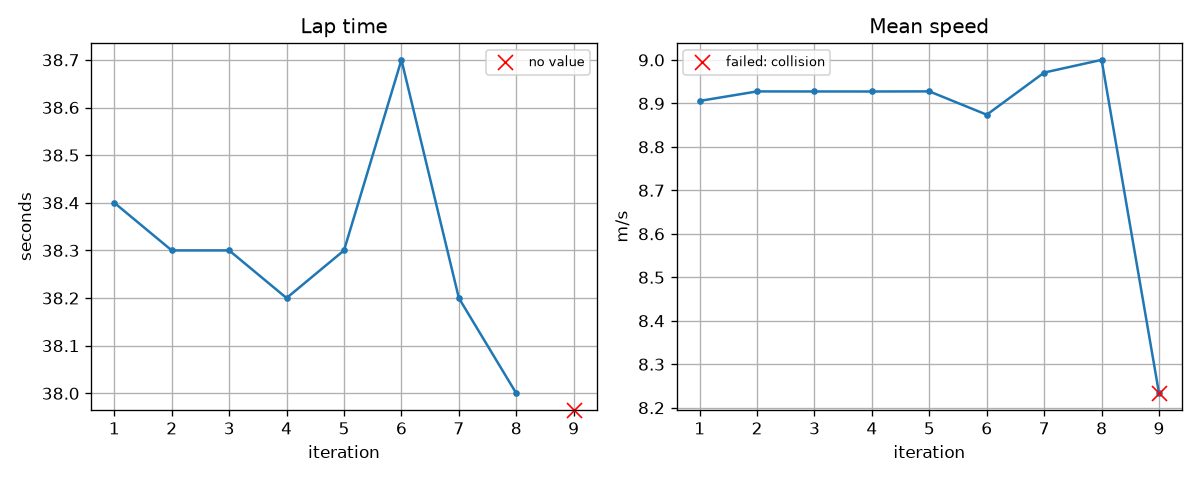 Lap time
no value
38.7
38.6
38.5
38.4
38.3
38.2
38.1
38.0
seconds
1 2 3 4 5 6 7 8 9
iteration
Mean speed
failed: collision
9.0
8.9
8.8
8.7
8.6
8.5
8.4
8.3
8.2
m/s
1 2 3 4 5 6 7 8 9
iteration